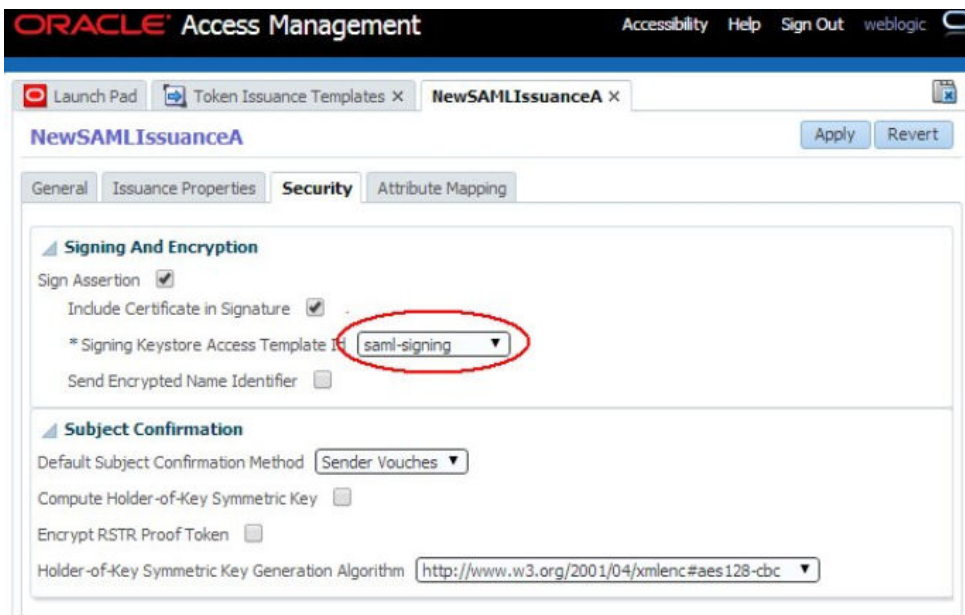 ORACLE Access Management Accessibility Help Sign Out weblogic
Launch Pad Token Issuance Templates × NewSAMLIssuanceA ×
NewSAMLIssuanceA Apply Revert
General Issuance Properties Security Attribute Mapping
Signing And Encryption
Sign Assertion
Include Certificate in Signature
* Signing Keystore Access Template Id saml-signing
Send Encrypted Name Identifier
Subject Confirmation
Default Subject Confirmation Method Sender Vouches
Compute Holder-of-Key Symmetric Key
Encrypt RSTR Proof Token
Holder-of-Key Symmetric Key Generation Algorithm http://www.w3.org/2001/04/xmlenc#aes128-cbc